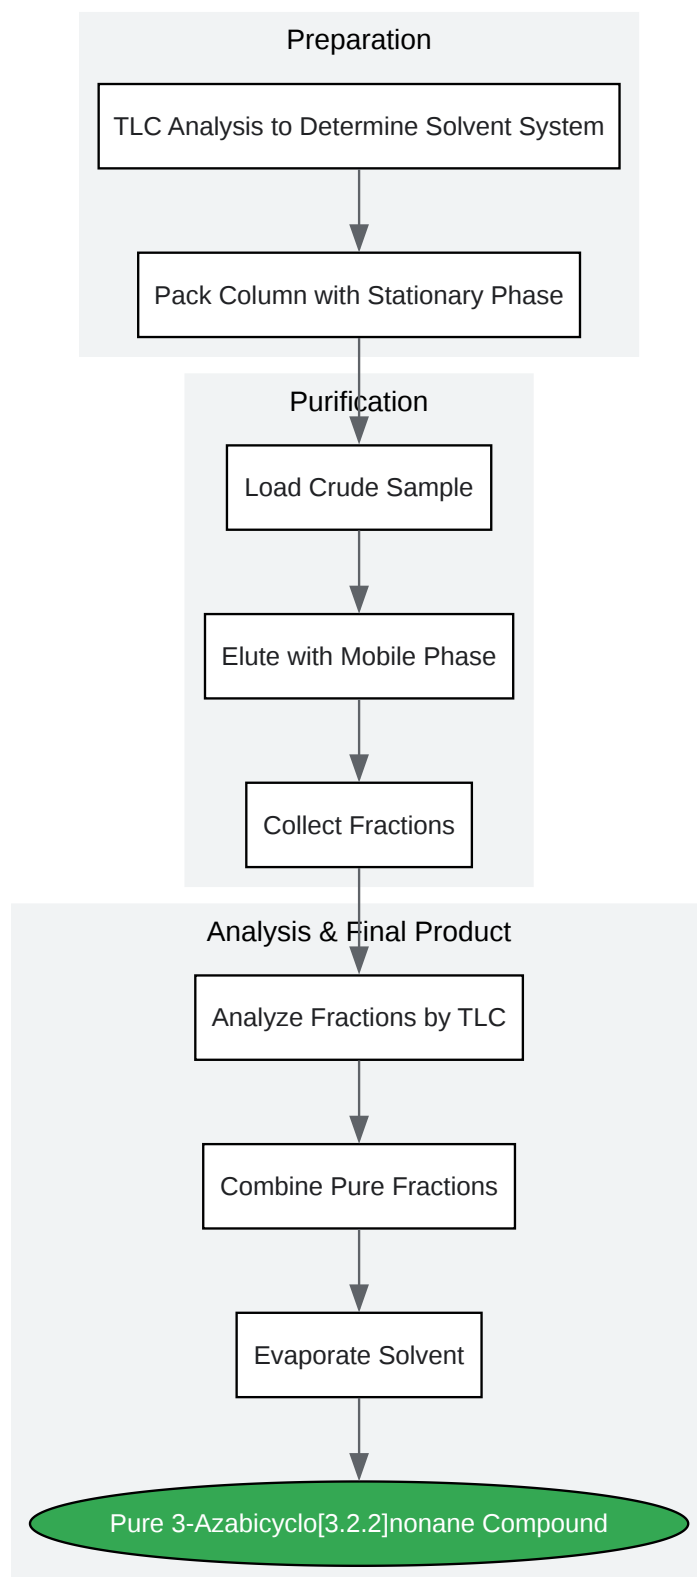 Preparation
TLC Analysis to Determine Solvent System
Pack Column with Stationary Phase
Purification
Load Crude Sample
Elute with Mobile Phase
Collect Fractions
Analysis & Final Product
Analyze Fractions by TLC
Combine Pure Fractions
Evaporate Solvent
Pure 3-Azabicyclo[3.2.2]nonane Compound